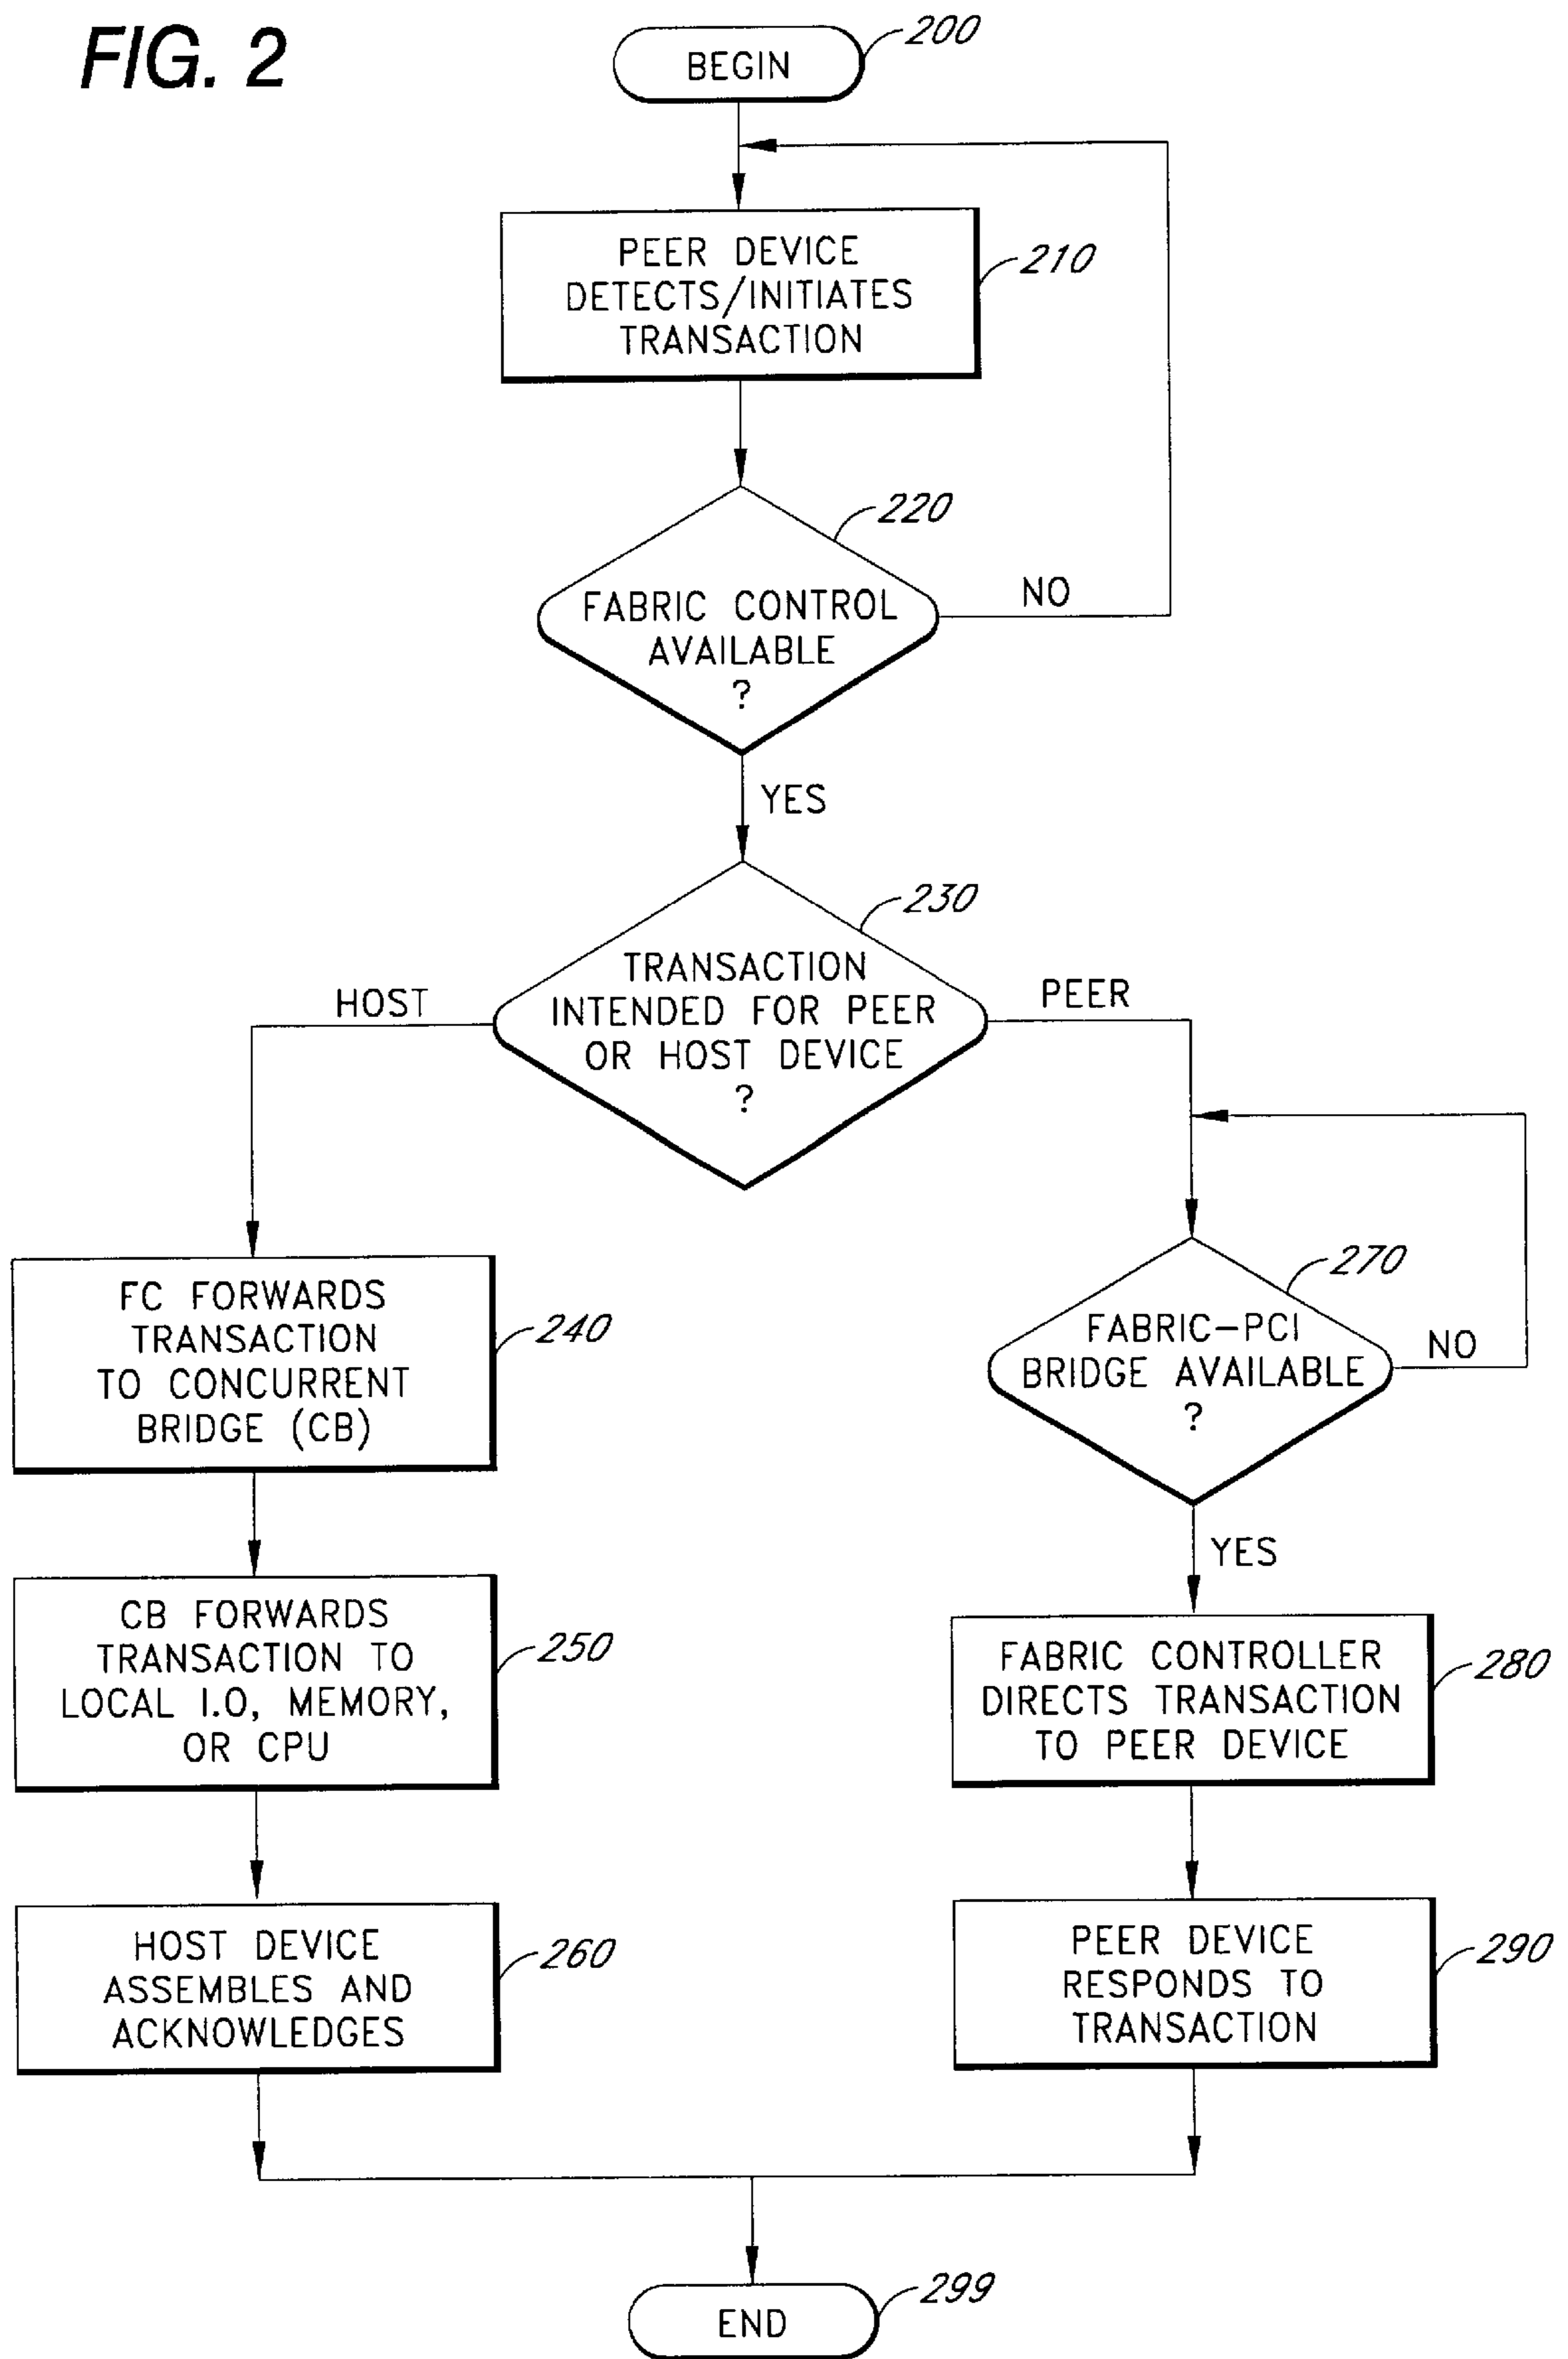 FIG. 2
BEGIN
200
PEER DEVICE
DETECTS/INITIATES
TRANSACTION
210
220
FABRIC CONTROL
AVAILABLE
?
NO
YES
230
TRANSACTION
INTENDED FOR PEER
OR HOST DEVICE
?
HOST
PEER
FC FORWARDS
TRANSACTION
TO CONCURRENT
BRIDGE (CB)
240
270
FABRIC-PCI
BRIDGE AVAILABLE
?
NO
YES
CB FORWARDS
TRANSACTION TO
LOCAL I.O, MEMORY,
OR CPU
250
FABRIC CONTROLLER
DIRECTS TRANSACTION
TO PEER DEVICE
280
HOST DEVICE
ASSEMBLES AND
ACKNOWLEDGES
260
PEER DEVICE
RESPONDS TO
TRANSACTION
290
END
299